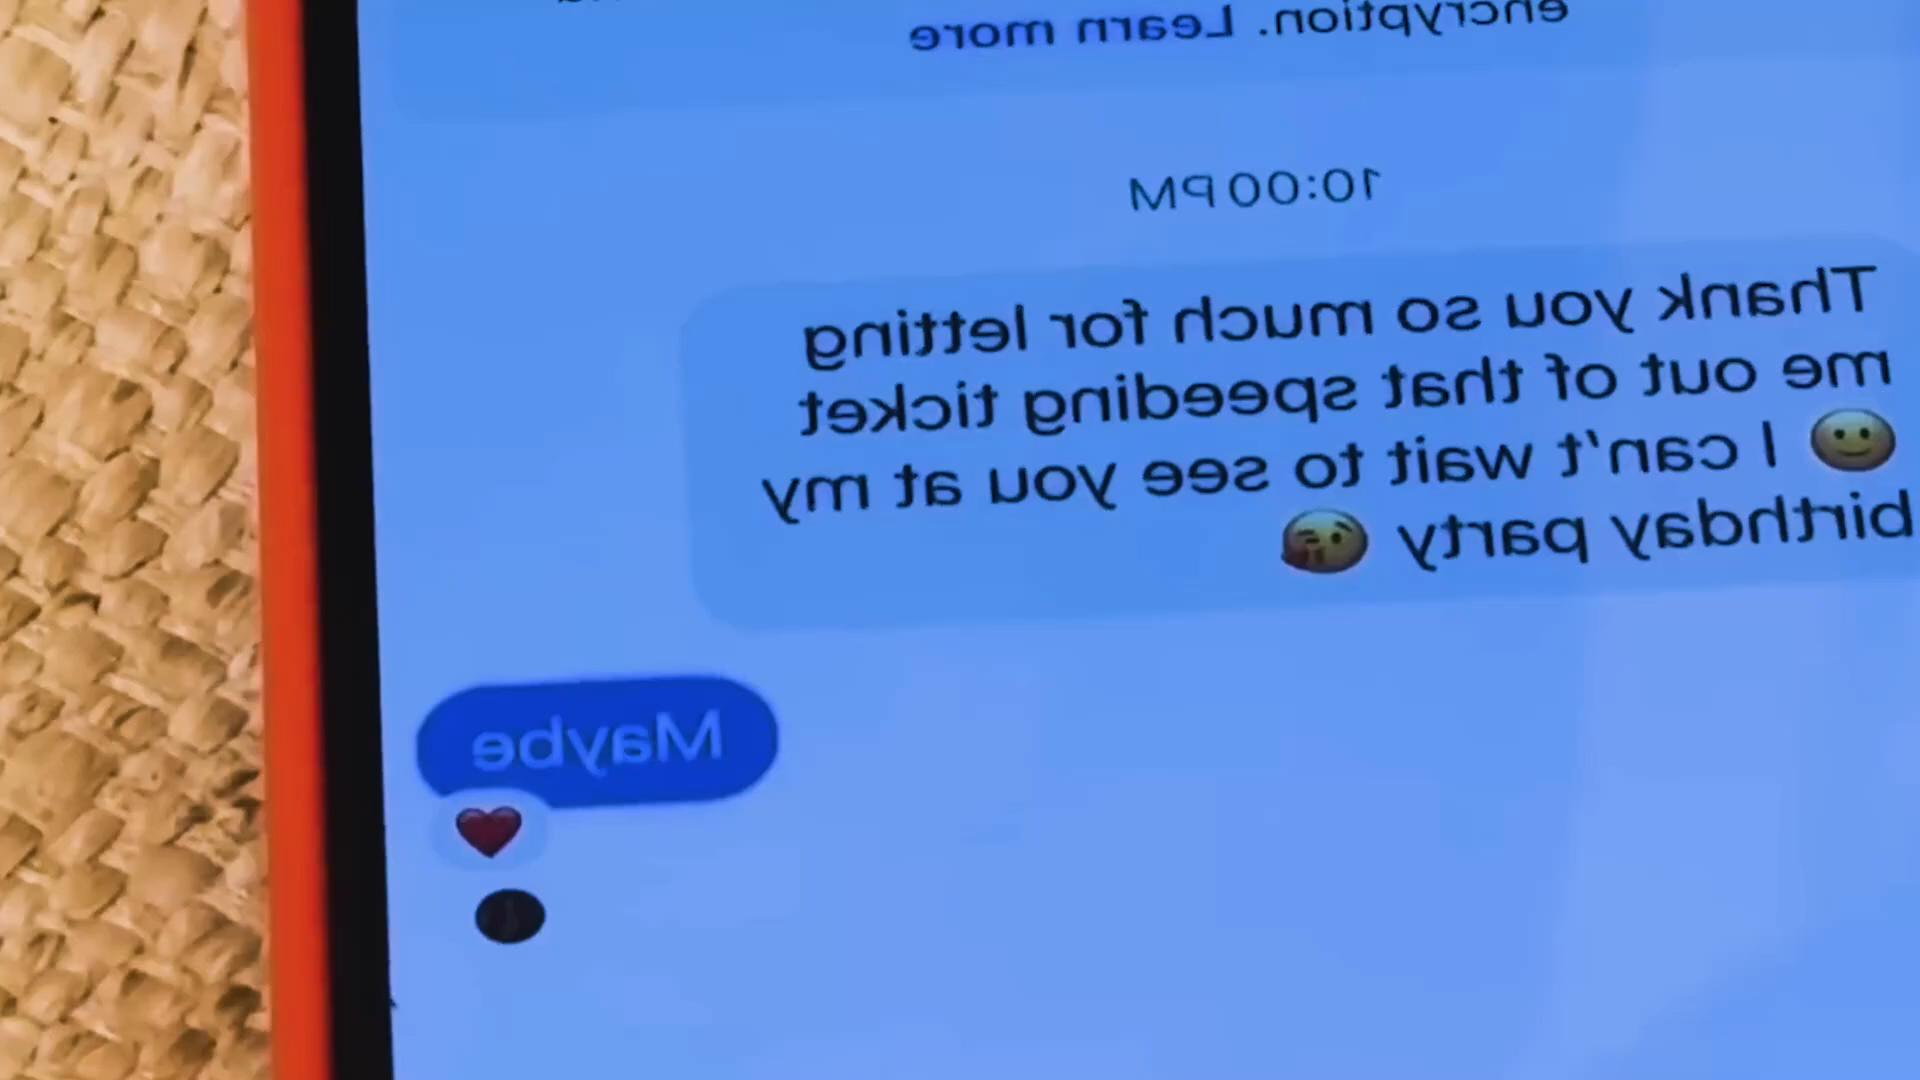 encryption. Learn more
10:00 PM
Thank you so much for letting
me out of that speeding ticket
🙂 I can't wait to see you at my
birthday party 😘
Maybe